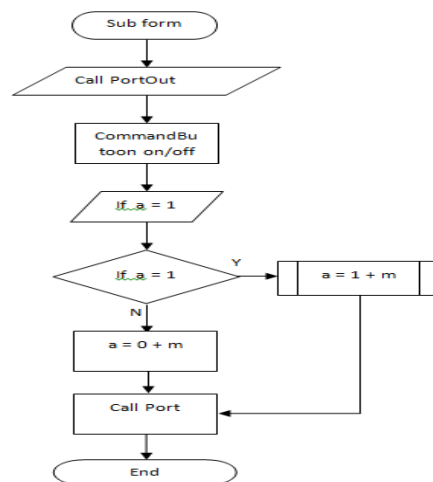 Sub form
Call PortOut
CommandBu
toon on/off
If a = 1
If a = 1
Y
a = 1 + m
N
a = 0 + m
Call Port
End